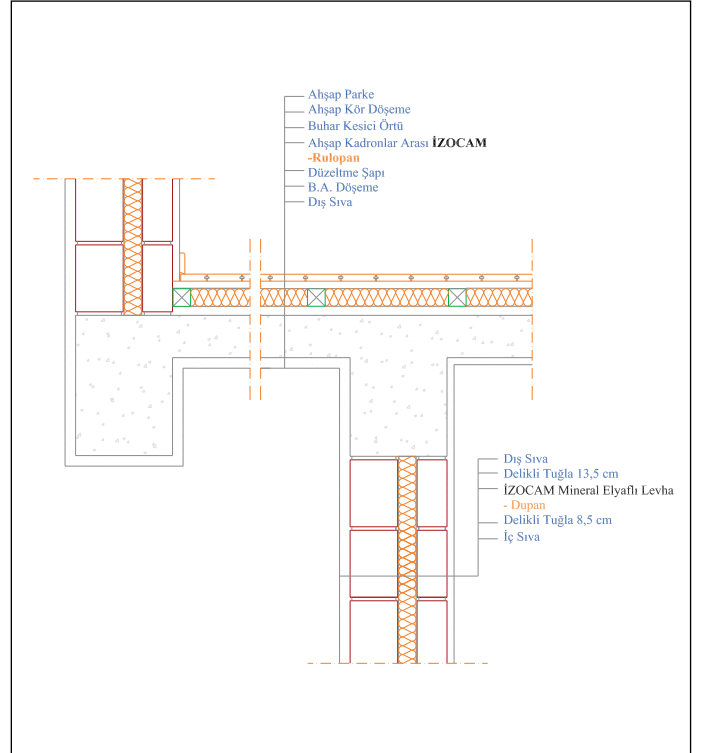 Ahşap Parke
Ahşap Kör Döşeme
Buhar Kesici Örtü
Ahşap Kadronlar Arası İZOCAM
-Rulopan
Düzeltme Şapı
B.A. Döşeme
Dış Sıva
Dış Sıva
Delikli Tuğla 13,5 cm
İZOCAM Mineral Elyaflı Levha
- Dupan
Delikli Tuğla 8,5 cm
İç Sıva